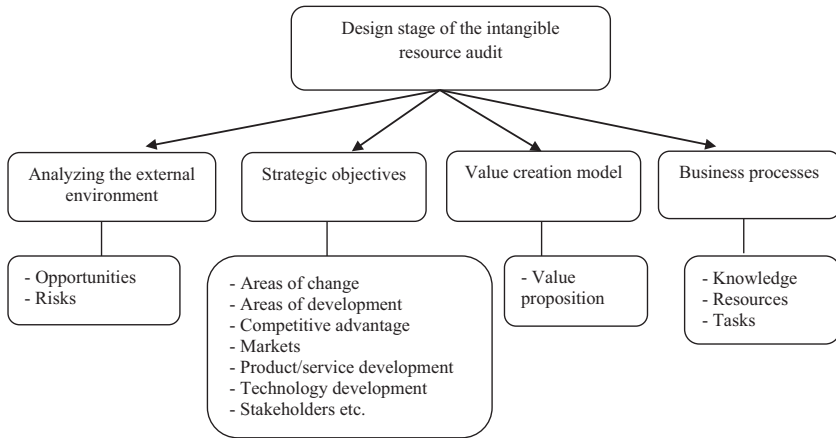 Design stage of the intangible
resource audit
Analyzing the external
environment
Strategic objectives
Value creation model
Business processes
- Opportunities
- Risks
- Areas of change
- Areas of development
- Competitive advantage
- Markets
- Product/service development
- Technology development
- Stakeholders etc.
- Value
proposition
- Knowledge
- Resources
- Tasks